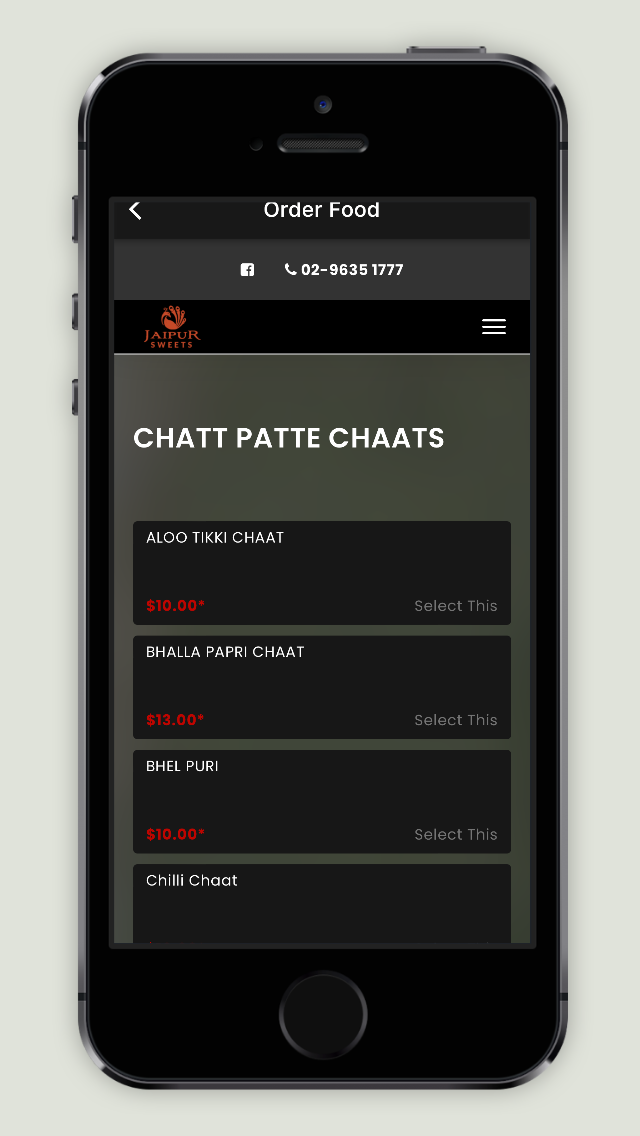 Order Food
02-9635 1777
JAIPUR
SWEETS
CHATT PATTE CHAATS
ALOO TIKKI CHAAT
$10.00*
Select This
BHALLA PAPRI CHAAT
$13.00*
Select This
BHEL PURI
$10.00*
Select This
Chilli Chaat